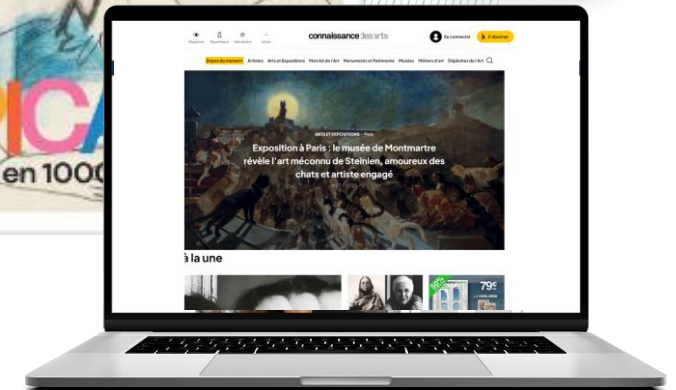 connaissance des arts
Se connecter
S'abonner
Expos du moment Artistes Arts et Expositions Marché de l'Art Monuments et Patrimoine Musées Métiers d'art Dépêches de l'Art
ARTS ET EXPOSITIONS - Paris
Exposition à Paris : le musée de Montmartre
révèle l'art méconnu de Steinlen, amoureux des
chats et artiste engagé
PICA
en 1000
à la une
50%
79€